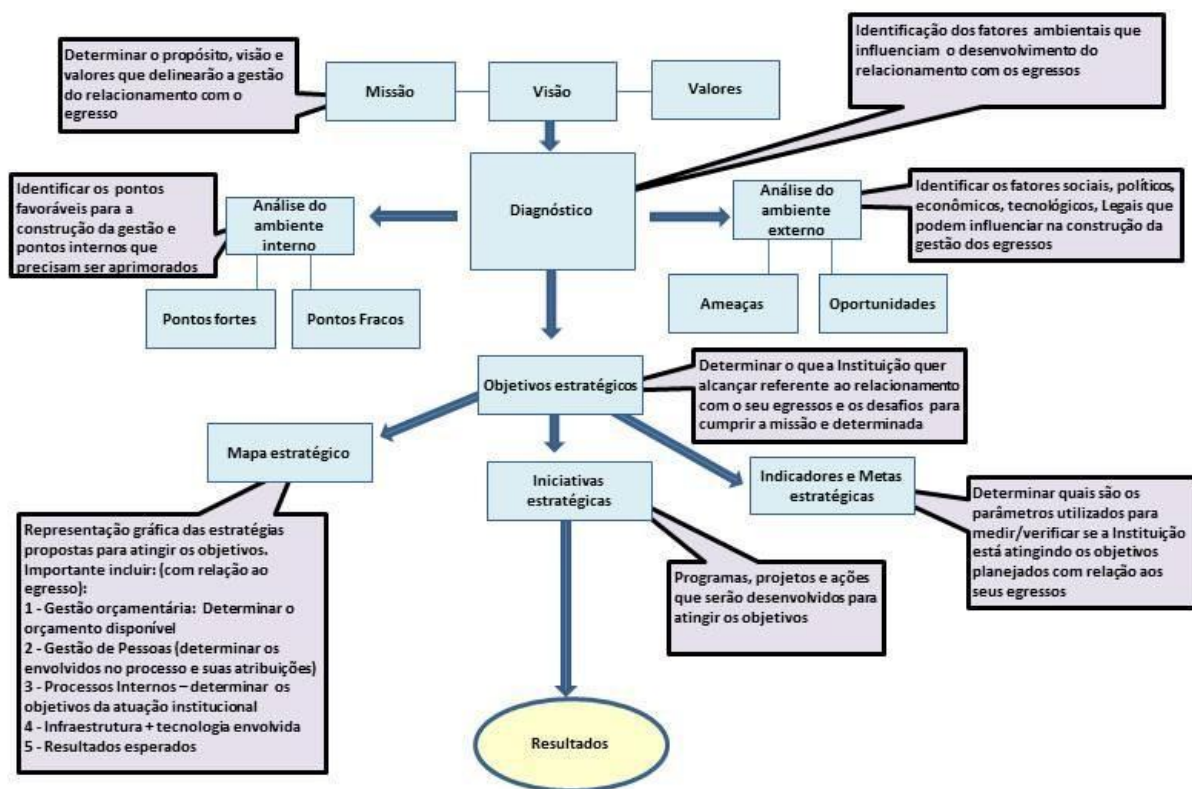 Determinar o propósito, visão e
valores que delinearão a gestão
do relacionamento com o
egresso
Missão
Visão
Valores
Identificação dos fatores ambientais que
influenciam o desenvolvimento do
relacionamento com os egressos
Identificar os pontos
favoráveis para a
construção da gestão e
pontos internos que
precisam ser aprimorados
Análise do
ambiente
interno
Diagnóstico
Análise do
ambiente
externo
Identificar os fatores sociais, políticos,
econômicos, tecnológicos, Legais que
podem influenciar na construção da
gestão dos egressos
Pontos fortes
Pontos Fracos
Ameaças
Oportunidades
Objetivos estratégicos
Determinar o que a Instituição quer
alcançar referente ao relacionamento
com o seu egressos e os desafios para
cumprir a missão e determinada
Mapa estratégico
Iniciativas
estratégicas
Indicadores e Metas
estratégicas
Representação gráfica das estratégias
propostas para atingir os objetivos.
Importante incluir: (com relação ao
egresso):
1 - Gestão orçamentária: Determinar o
orçamento disponível
2 - Gestão de Pessoas (determinar os
envolvidos no processo e suas atribuições)
3 - Processos Internos – determinar os
objetivos da atuação institucional
4 - Infraestrutura + tecnologia envolvida
5 - Resultados esperados
Programas, projetos e ações
que serão desenvolvidos para
atingir os objetivos
Determinar quais são os
parâmetros utilizados para
medir/verificar se a Instituição
está atingindo os objetivos
planejados com relação aos
seus egressos
Resultados